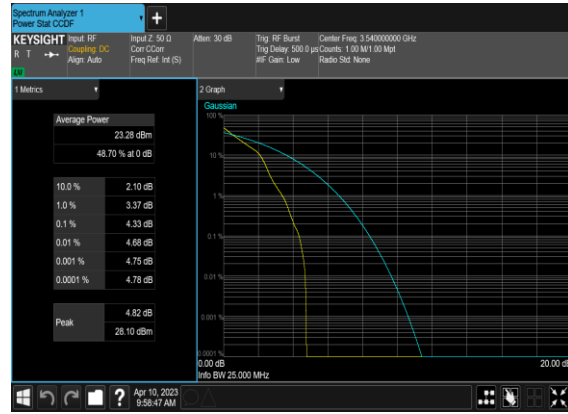 Spectrum Analyzer 1
Power Stat CCDF
KEYSIGHT
R T
LXI
Input: RF
Coupling: DC
Align: Auto
Input Z: 50 Ω
Corr CCorr
Freq Ref: Int (S)
Atten: 30 dB
Trig: RF Burst
Trig Delay: 500.0 µs
#IF Gain: Low
Center Freq: 3.540000000 GHz
Counts: 1.00 M/1.00 Mpt
Radio Std: None
1 Metrics
Average Power
23.28 dBm
48.70 % at 0 dB
10.0 % 2.10 dB
1.0 % 3.37 dB
0.1 % 4.33 dB
0.01 % 4.68 dB
0.001 % 4.75 dB
0.0001 % 4.78 dB
Peak 4.82 dB
28.10 dBm
2 Graph
Gaussian
100 %
10 %
1 %
0.1 %
0.01 %
0.001 %
0.0001 %
0.00 dB 20.00 dB
Info BW 25.000 MHz
?
Apr 10, 2023
9:58:47 AM